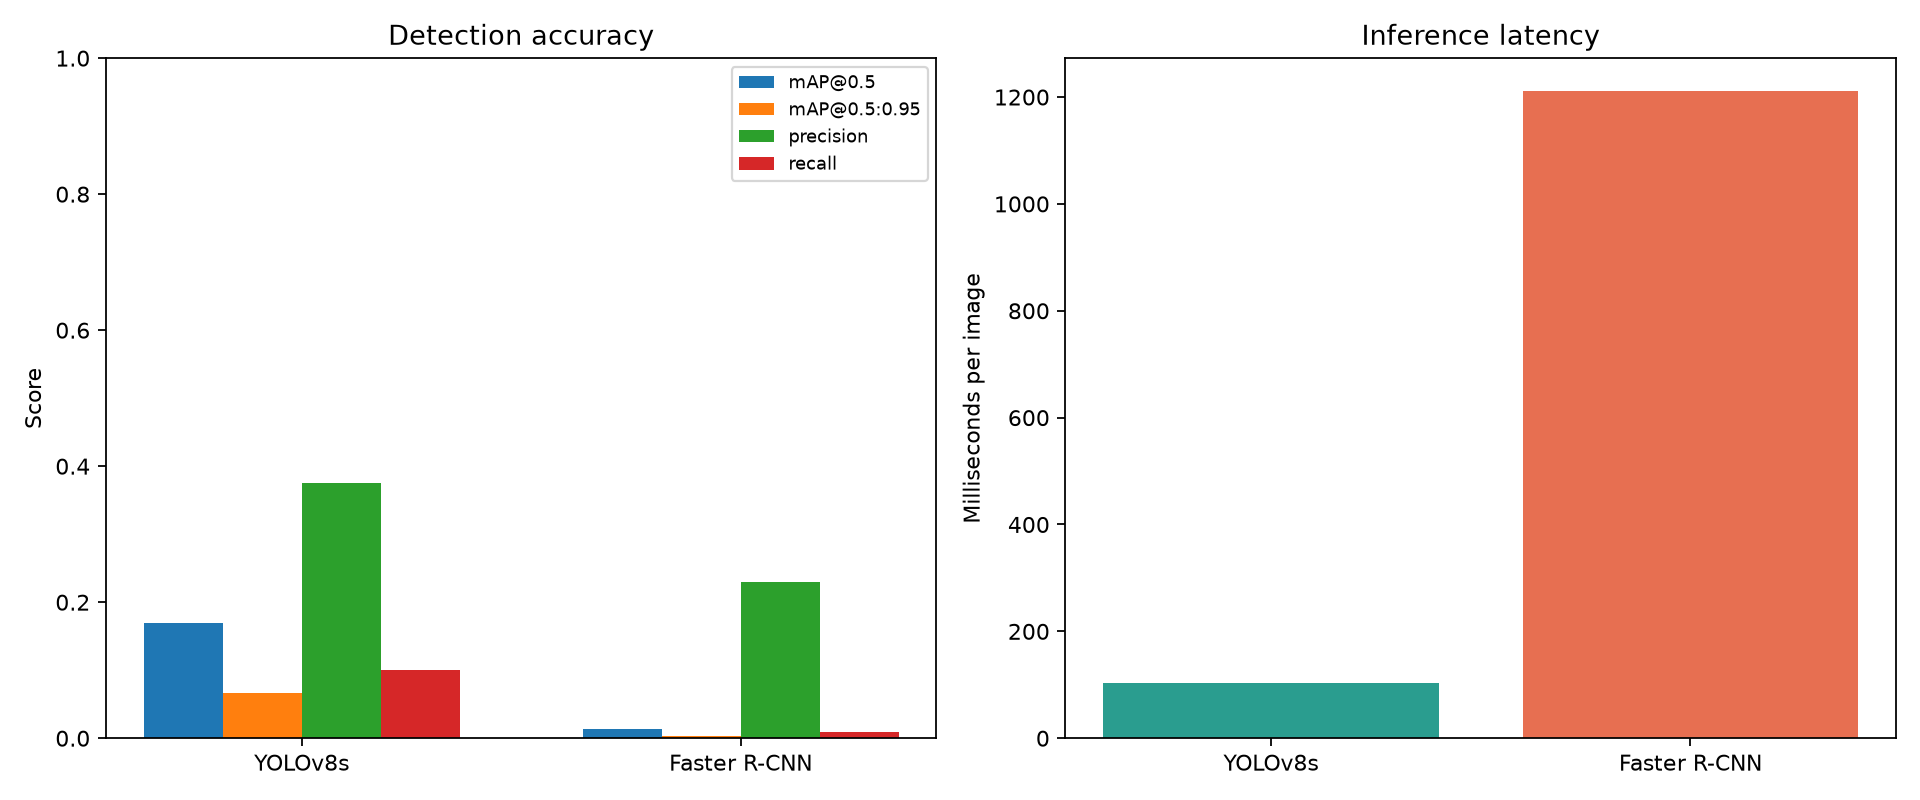 Detection accuracy
1.0
0.8
0.6
0.4
0.2
0.0
Score
mAP@0.5
mAP@0.5:0.95
precision
recall
YOLOv8s
Faster R-CNN
Inference latency
1200
1000
800
600
400
200
0
Milliseconds per image
YOLOv8s
Faster R-CNN